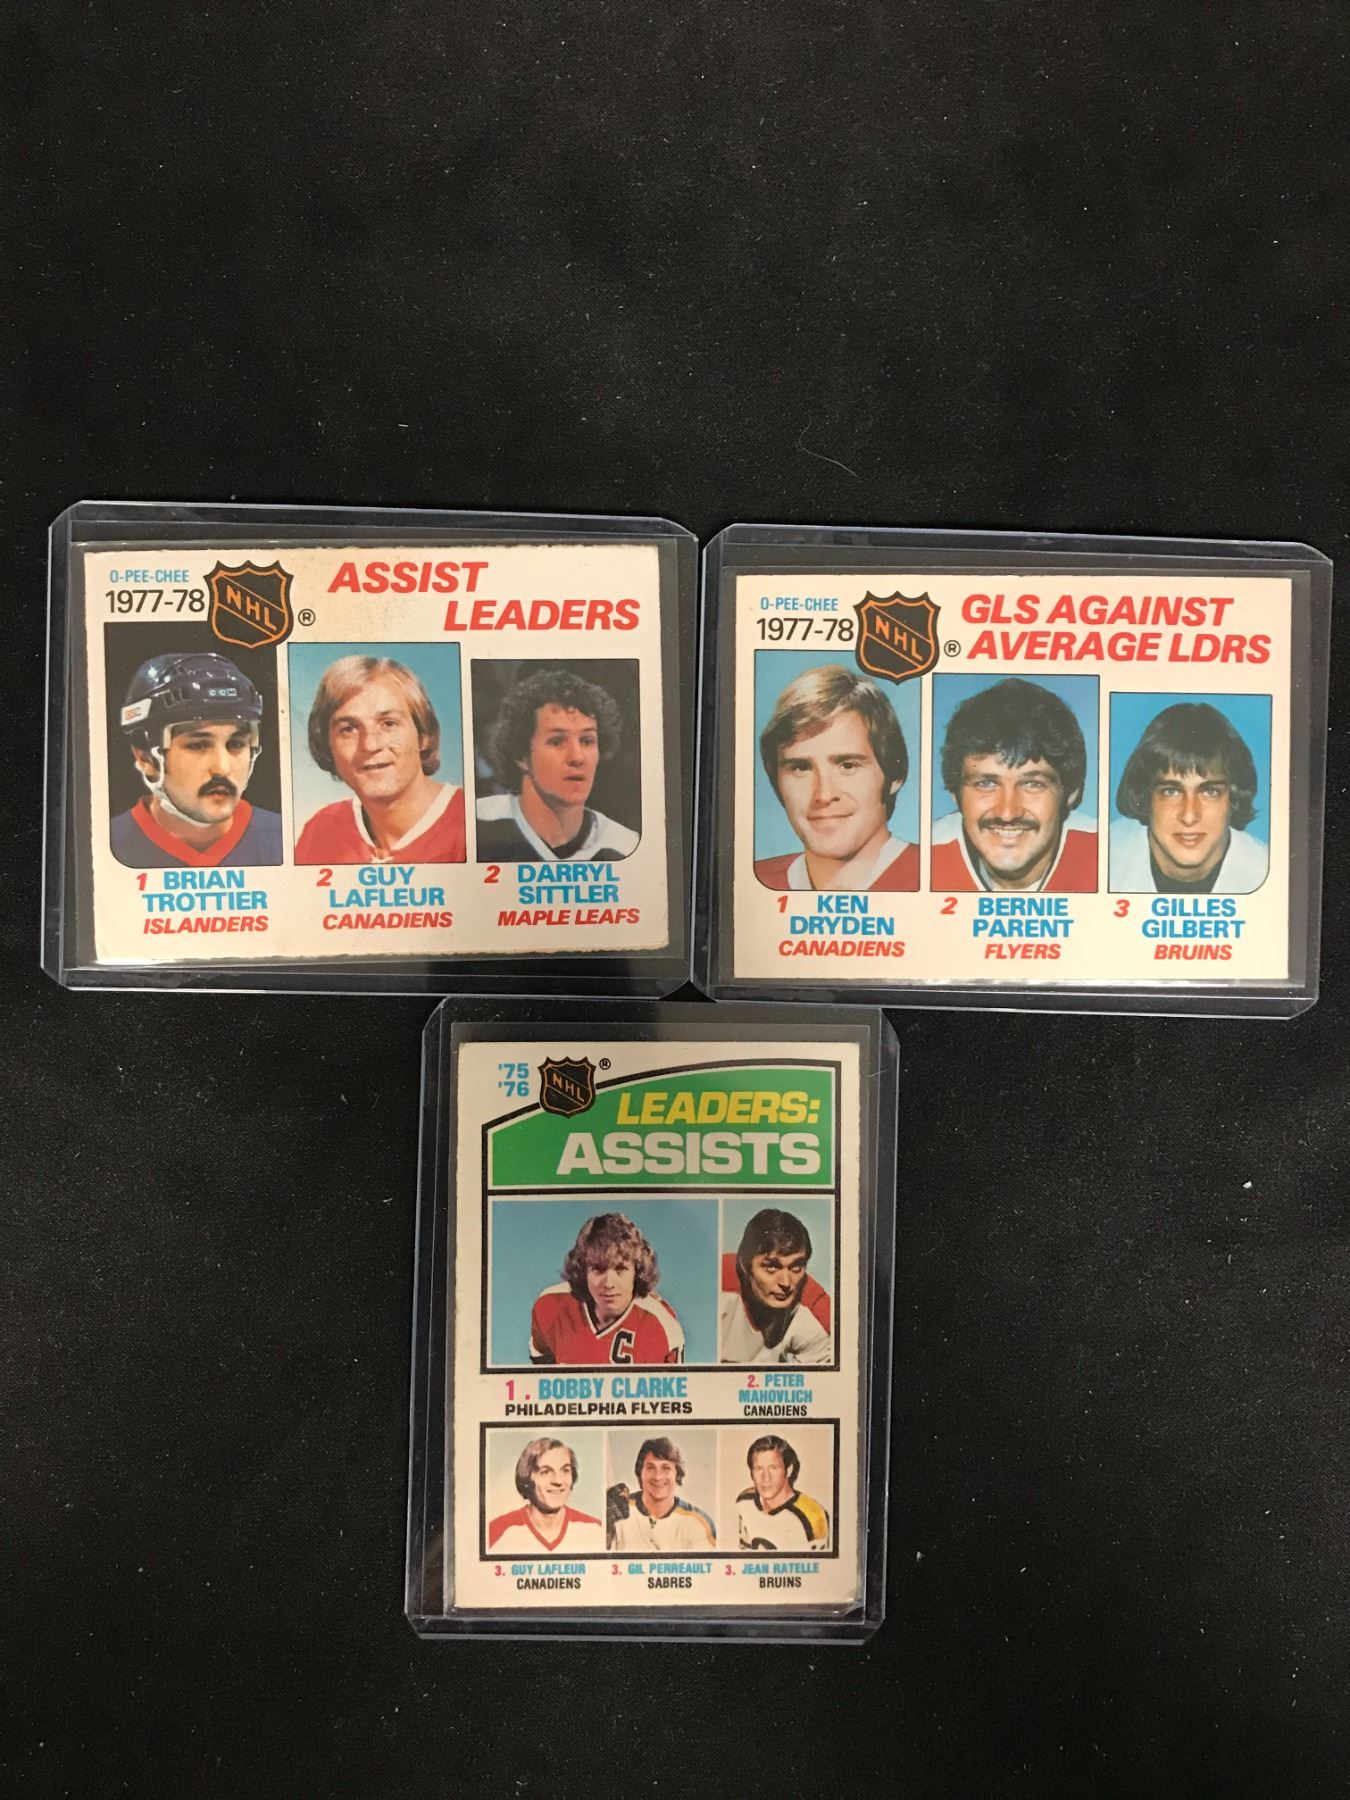 O-PEE-CHEE
1977-78
NHL
®
ASSIST
LEADERS
CCM
1 BRIAN
TROTTIER
ISLANDERS
2 GUY
LAFLEUR
CANADIENS
2 DARRYL
SITTLER
MAPLE LEAFS
O-PEE-CHEE
1977-78
NHL
®
GLS AGAINST
AVERAGE LDRS
1 KEN
DRYDEN
CANADIENS
2 BERNIE
PARENT
FLYERS
3 GILLES
GILBERT
BRUINS
'75
'76
NHL
®
LEADERS:
ASSISTS
C
1. BOBBY CLARKE
PHILADELPHIA FLYERS
2. PETER
MAHOVLICH
CANADIENS
3. GUY LAFLEUR
CANADIENS
3. GIL PERREAULT
SABRES
3. JEAN RATELLE
BRUINS